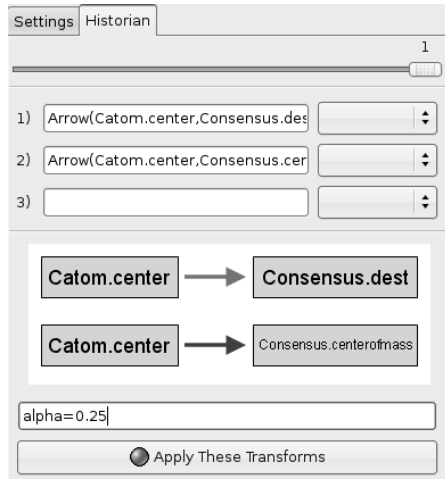 Settings Historian
1
1) Arrow(Catom.center,Consensus.des
2) Arrow(Catom.center,Consensus.cer
3)
Catom.center Consensus.dest
Catom.center Consensus.centerofmass
alpha=0.25
Apply These Transforms